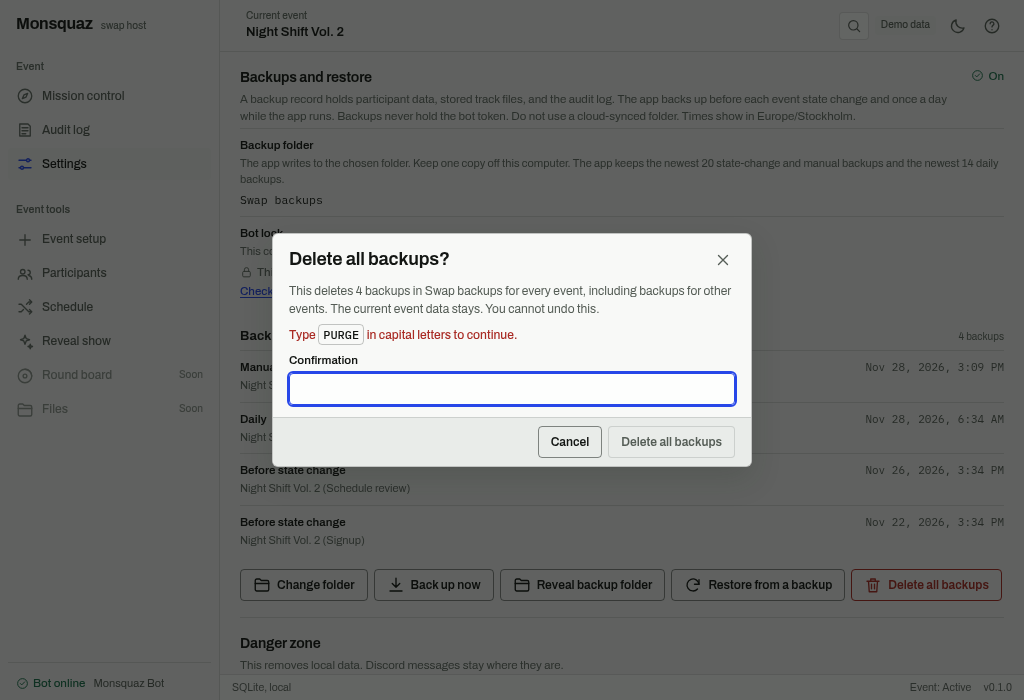 Monsquaz swap host
Event
Mission control
Audit log
Settings
Event tools
Event setup
Participants
Schedule
Reveal show
Round board Soon
Files Soon
Bot online Monsquaz Bot
Current event
Night Shift Vol. 2
Demo data
Backups and restore
On
A backup record holds participant data, stored track files, and the audit log. The app backs up before each event state change and once a day
while the app runs. Backups never hold the bot token. Do not use a cloud-synced folder. Times show in Europe/Stockholm.
Backup folder
The app writes to the chosen folder. Keep one copy off this computer. The app keeps the newest 20 state-change and manual backups and the newest 14 daily
backups.
Swap backups
Bot lock
This co
Thi
Check
Back
4 backups
Manua
Nov 28, 2026, 3:09 PM
Night S
Daily
Nov 28, 2026, 6:34 AM
Night S
Before state change
Nov 26, 2026, 3:34 PM
Night Shift Vol. 2 (Schedule review)
Before state change
Nov 22, 2026, 3:34 PM
Night Shift Vol. 2 (Signup)
Change folder
Back up now
Reveal backup folder
Restore from a backup
Delete all backups
Danger zone
This removes local data. Discord messages stay where they are.
SQLite, local
Event: Active v0.1.0
Delete all backups?
This deletes 4 backups in Swap backups for every event, including backups for other
events. The current event data stays. You cannot undo this.
Type PURGE in capital letters to continue.
Confirmation
Cancel
Delete all backups